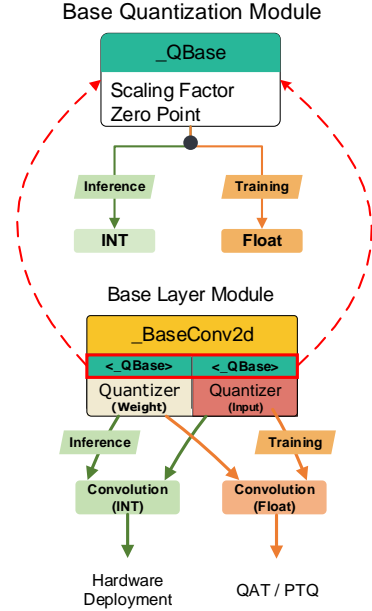 Base Quantization Module
_QBase
Scaling Factor
Zero Point
Inference
Training
INT
Float
Base Layer Module
_BaseConv2d
<_QBase>
<_QBase>
Quantizer
(Weight)
Quantizer
(Input)
Inference
Training
Convolution
(INT)
Convolution
(Float)
Hardware
Deployment
QAT / PTQ